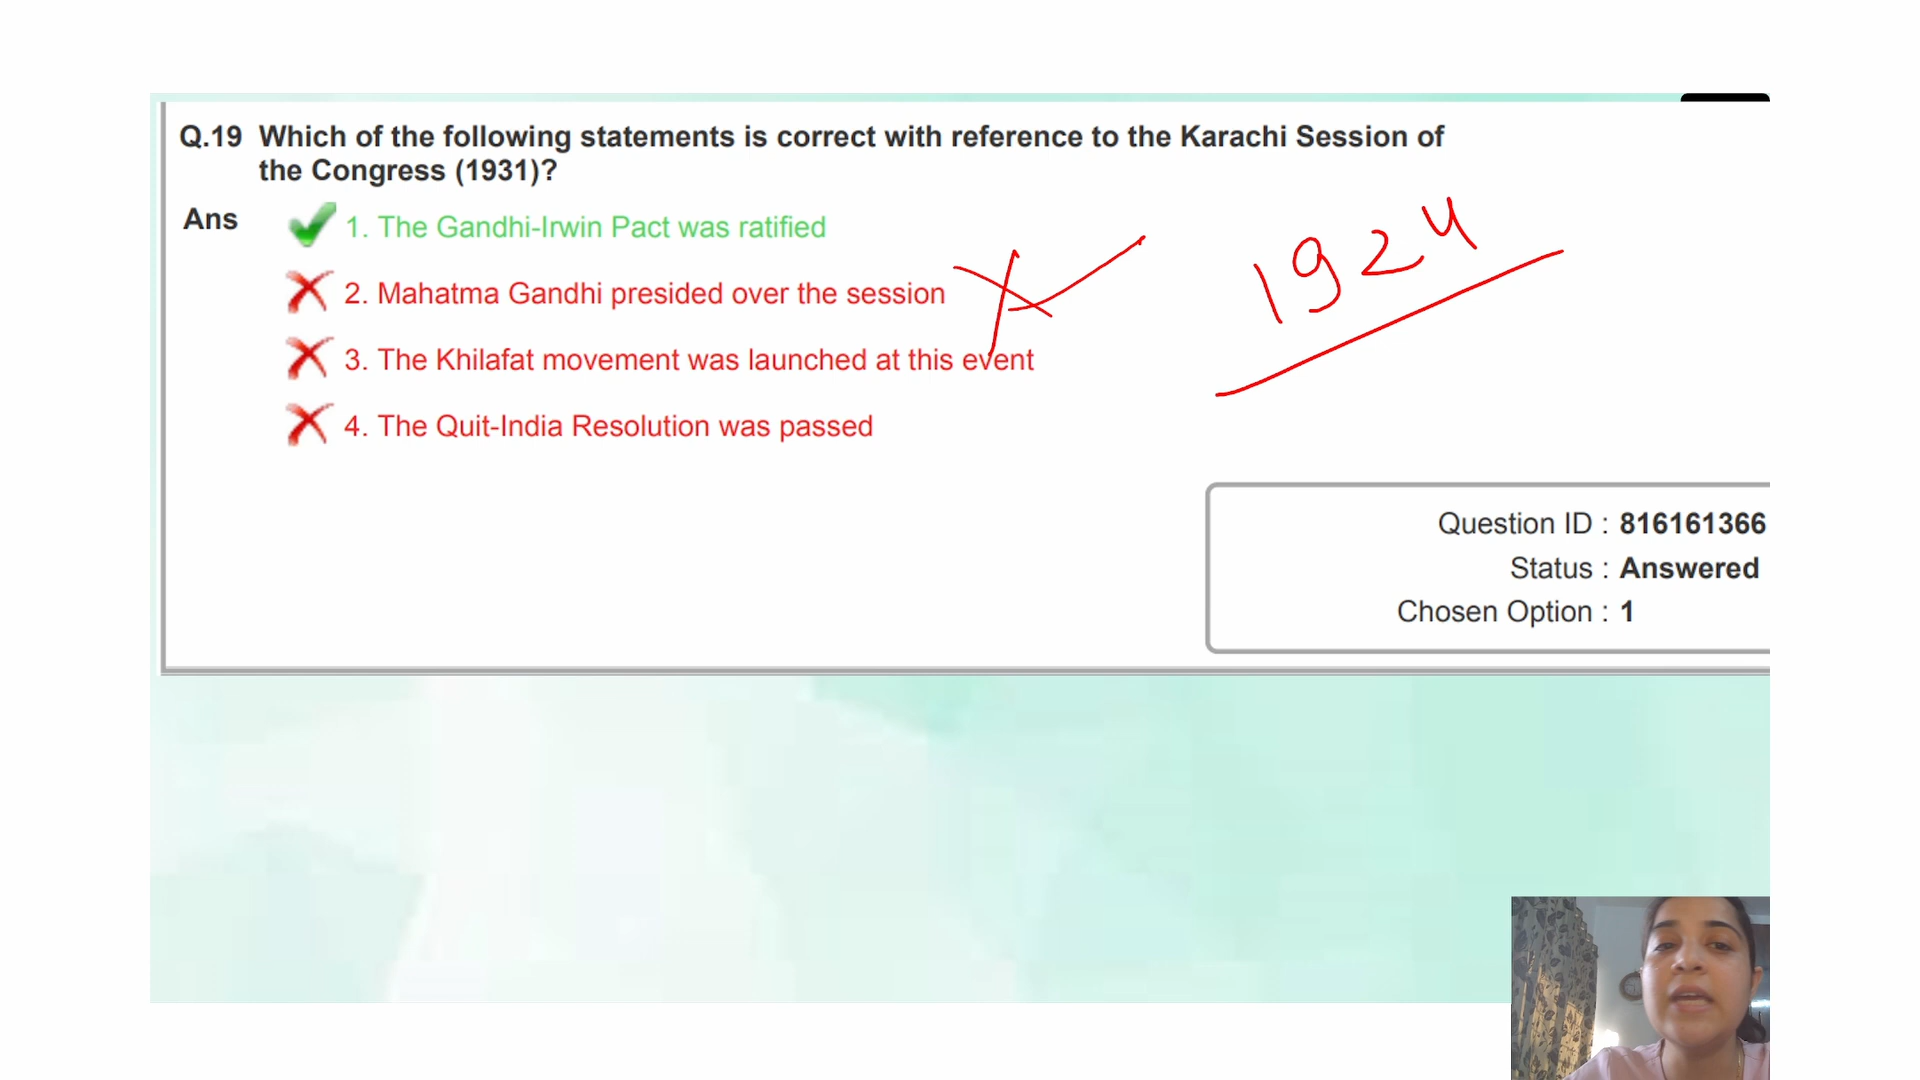 Q.19 Which of the following statements is correct with reference to the Karachi Session of
the Congress (1931)?
Ans 1. The Gandhi-Irwin Pact was ratified
2. Mahatma Gandhi presided over the session
3. The Khilafat movement was launched at this event
4. The Quit-India Resolution was passed
1924
Question ID : 816161366
Status : Answered
Chosen Option : 1